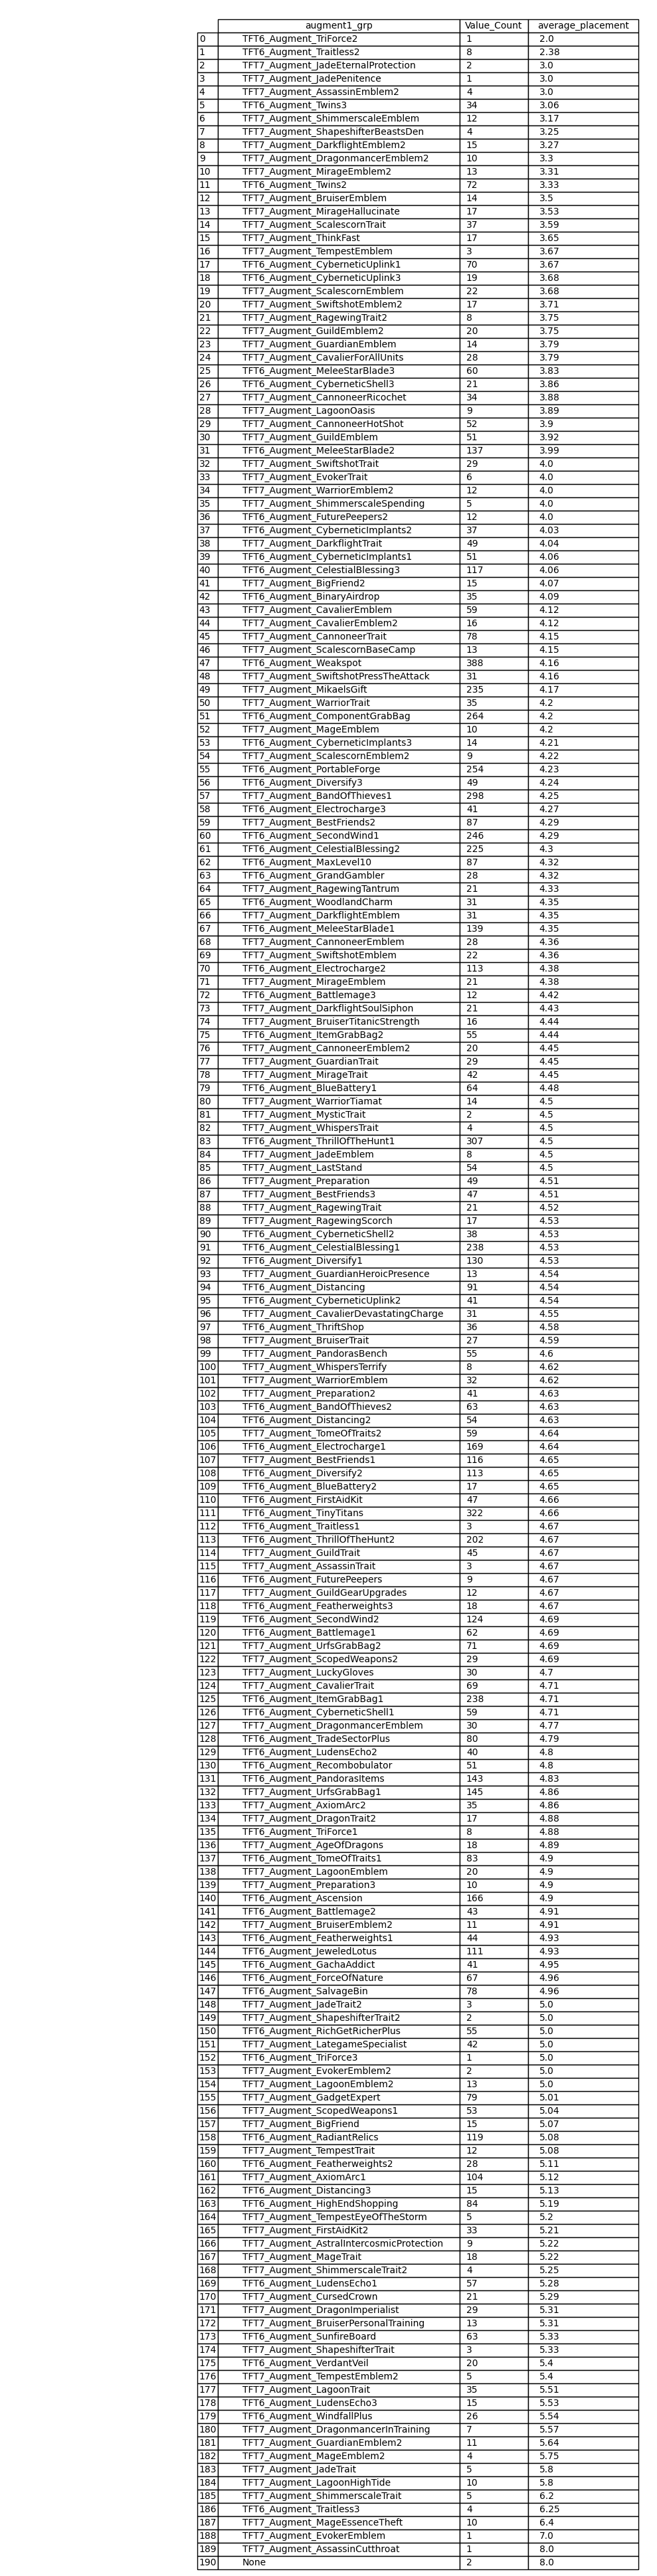 augment1_grp Value_Count average_placement
0 TFT6_Augment_TriForce2 1 2.0
1 TFT6_Augment_Traitless2 8 2.38
2 TFT7_Augment_JadeEternalProtection 2 3.0
3 TFT7_Augment_JadePenitence 1 3.0
4 TFT7_Augment_AssassinEmblem2 4 3.0
5 TFT6_Augment_Twins3 34 3.06
6 TFT7_Augment_ShimmerscaleEmblem 12 3.17
7 TFT7_Augment_ShapeshifterBeastsDen 4 3.25
8 TFT7_Augment_DarkflightEmblem2 15 3.27
9 TFT7_Augment_DragonmancerEmblem2 10 3.3
10 TFT7_Augment_MirageEmblem2 13 3.31
11 TFT6_Augment_Twins2 72 3.33
12 TFT7_Augment_BruiserEmblem 14 3.5
13 TFT7_Augment_MirageHallucinate 17 3.53
14 TFT7_Augment_ScalescornTrait 37 3.59
15 TFT7_Augment_ThinkFast 17 3.65
16 TFT7_Augment_TempestEmblem 3 3.67
17 TFT6_Augment_CyberneticUplink1 70 3.67
18 TFT6_Augment_CyberneticUplink3 19 3.68
19 TFT7_Augment_ScalescornEmblem 22 3.68
20 TFT7_Augment_SwiftshotEmblem2 17 3.71
21 TFT7_Augment_RagewingTrait2 8 3.75
22 TFT7_Augment_GuildEmblem2 20 3.75
23 TFT7_Augment_GuardianEmblem 14 3.79
24 TFT7_Augment_CavalierForAllUnits 28 3.79
25 TFT6_Augment_MeleeStarBlade3 60 3.83
26 TFT6_Augment_CyberneticShell3 21 3.86
27 TFT7_Augment_CannoneerRicochet 34 3.88
28 TFT7_Augment_LagoonOasis 9 3.89
29 TFT7_Augment_CannoneerHotShot 52 3.9
30 TFT7_Augment_GuildEmblem 51 3.92
31 TFT6_Augment_MeleeStarBlade2 137 3.99
32 TFT7_Augment_SwiftshotTrait 29 4.0
33 TFT7_Augment_EvokerTrait 6 4.0
34 TFT7_Augment_WarriorEmblem2 12 4.0
35 TFT7_Augment_ShimmerscaleSpending 5 4.0
36 TFT6_Augment_FuturePeepers2 12 4.0
37 TFT6_Augment_CyberneticImplants2 37 4.03
38 TFT7_Augment_DarkflightTrait 49 4.04
39 TFT6_Augment_CyberneticImplants1 51 4.06
40 TFT6_Augment_CelestialBlessing3 117 4.06
41 TFT7_Augment_BigFriend2 15 4.07
42 TFT6_Augment_BinaryAirdrop 35 4.09
43 TFT7_Augment_CavalierEmblem 59 4.12
44 TFT7_Augment_CavalierEmblem2 16 4.12
45 TFT7_Augment_CannoneerTrait 78 4.15
46 TFT7_Augment_ScalescornBaseCamp 13 4.15
47 TFT6_Augment_Weakspot 388 4.16
48 TFT7_Augment_SwiftshotPressTheAttack 31 4.16
49 TFT7_Augment_MikaelsGift 235 4.17
50 TFT7_Augment_WarriorTrait 35 4.2
51 TFT6_Augment_ComponentGrabBag 264 4.2
52 TFT7_Augment_MageEmblem 10 4.2
53 TFT6_Augment_CyberneticImplants3 14 4.21
54 TFT7_Augment_ScalescornEmblem2 9 4.22
55 TFT6_Augment_PortableForge 254 4.23
56 TFT6_Augment_Diversify3 49 4.24
57 TFT7_Augment_BandOfThieves1 298 4.25
58 TFT6_Augment_Electrocharge3 41 4.27
59 TFT7_Augment_BestFriends2 87 4.29
60 TFT6_Augment_SecondWind1 246 4.29
61 TFT6_Augment_CelestialBlessing2 225 4.3
62 TFT6_Augment_MaxLevel10 87 4.32
63 TFT6_Augment_GrandGambler 28 4.32
64 TFT7_Augment_RagewingTantrum 21 4.33
65 TFT6_Augment_WoodlandCharm 31 4.35
66 TFT7_Augment_DarkflightEmblem 31 4.35
67 TFT6_Augment_MeleeStarBlade1 139 4.35
68 TFT7_Augment_CannoneerEmblem 28 4.36
69 TFT7_Augment_SwiftshotEmblem 22 4.36
70 TFT6_Augment_Electrocharge2 113 4.38
71 TFT7_Augment_MirageEmblem 21 4.38
72 TFT6_Augment_Battlemage3 12 4.42
73 TFT7_Augment_DarkflightSoulSiphon 21 4.43
74 TFT7_Augment_BruiserTitanicStrength 16 4.44
75 TFT6_Augment_ItemGrabBag2 55 4.44
76 TFT7_Augment_CannoneerEmblem2 20 4.45
77 TFT7_Augment_GuardianTrait 29 4.45
78 TFT7_Augment_MirageTrait 42 4.45
79 TFT6_Augment_BlueBattery1 64 4.48
80 TFT7_Augment_WarriorTiamat 14 4.5
81 TFT7_Augment_MysticTrait 2 4.5
82 TFT7_Augment_WhispersTrait 4 4.5
83 TFT6_Augment_ThrillOfTheHunt1 307 4.5
84 TFT7_Augment_JadeEmblem 8 4.5
85 TFT7_Augment_LastStand 54 4.5
86 TFT7_Augment_Preparation 49 4.51
87 TFT7_Augment_BestFriends3 47 4.51
88 TFT7_Augment_RagewingTrait 21 4.52
89 TFT7_Augment_RagewingScorch 17 4.53
90 TFT6_Augment_CyberneticShell2 38 4.53
91 TFT6_Augment_CelestialBlessing1 238 4.53
92 TFT6_Augment_Diversify1 130 4.53
93 TFT7_Augment_GuardianHeroicPresence 13 4.54
94 TFT6_Augment_Distancing 91 4.54
95 TFT6_Augment_CyberneticUplink2 41 4.54
96 TFT7_Augment_CavalierDevastatingCharge 31 4.55
97 TFT6_Augment_ThriftShop 36 4.58
98 TFT7_Augment_BruiserTrait 27 4.59
99 TFT7_Augment_PandorasBench 55 4.6
100 TFT7_Augment_WhispersTerrify 8 4.62
101 TFT7_Augment_WarriorEmblem 32 4.62
102 TFT7_Augment_Preparation2 41 4.63
103 TFT6_Augment_BandOfThieves2 63 4.63
104 TFT6_Augment_Distancing2 54 4.63
105 TFT7_Augment_TomeOfTraits2 59 4.64
106 TFT6_Augment_Electrocharge1 169 4.64
107 TFT7_Augment_BestFriends1 116 4.65
108 TFT6_Augment_Diversify2 113 4.65
109 TFT6_Augment_BlueBattery2 17 4.65
110 TFT6_Augment_FirstAidKit 47 4.66
111 TFT6_Augment_TinyTitans 322 4.66
112 TFT6_Augment_Traitless1 3 4.67
113 TFT6_Augment_ThrillOfTheHunt2 202 4.67
114 TFT7_Augment_GuildTrait 45 4.67
115 TFT7_Augment_AssassinTrait 3 4.67
116 TFT6_Augment_FuturePeepers 9 4.67
117 TFT7_Augment_GuildGearUpgrades 12 4.67
118 TFT6_Augment_Featherweights3 18 4.67
119 TFT6_Augment_SecondWind2 124 4.69
120 TFT6_Augment_Battlemage1 62 4.69
121 TFT7_Augment_UrfsGrabBag2 71 4.69
122 TFT7_Augment_ScopedWeapons2 29 4.69
123 TFT7_Augment_LuckyGloves 30 4.7
124 TFT7_Augment_CavalierTrait 69 4.71
125 TFT6_Augment_ItemGrabBag1 238 4.71
126 TFT6_Augment_CyberneticShell1 59 4.71
127 TFT7_Augment_DragonmancerEmblem 30 4.77
128 TFT6_Augment_TradeSectorPlus 80 4.79
129 TFT6_Augment_LudensEcho2 40 4.8
130 TFT6_Augment_Recombobulator 51 4.8
131 TFT6_Augment_PandorasItems 143 4.83
132 TFT7_Augment_UrfsGrabBag1 145 4.86
133 TFT7_Augment_AxiomArc2 35 4.86
134 TFT7_Augment_DragonTrait2 17 4.88
135 TFT6_Augment_TriForce1 8 4.88
136 TFT7_Augment_AgeOfDragons 18 4.89
137 TFT6_Augment_TomeOfTraits1 83 4.9
138 TFT7_Augment_LagoonEmblem 20 4.9
139 TFT7_Augment_Preparation3 10 4.9
140 TFT6_Augment_Ascension 166 4.9
141 TFT6_Augment_Battlemage2 43 4.91
142 TFT7_Augment_BruiserEmblem2 11 4.91
143 TFT6_Augment_Featherweights1 44 4.93
144 TFT6_Augment_JeweledLotus 111 4.93
145 TFT7_Augment_GachaAddict 41 4.95
146 TFT6_Augment_ForceOfNature 67 4.96
147 TFT6_Augment_SalvageBin 78 4.96
148 TFT7_Augment_JadeTrait2 3 5.0
149 TFT7_Augment_ShapeshifterTrait2 2 5.0
150 TFT6_Augment_RichGetRicherPlus 55 5.0
151 TFT7_Augment_LategameSpecialist 42 5.0
152 TFT6_Augment_TriForce3 1 5.0
153 TFT7_Augment_EvokerEmblem2 2 5.0
154 TFT7_Augment_LagoonEmblem2 13 5.0
155 TFT7_Augment_GadgetExpert 79 5.01
156 TFT7_Augment_ScopedWeapons1 53 5.04
157 TFT7_Augment_BigFriend 15 5.07
158 TFT6_Augment_RadiantRelics 119 5.08
159 TFT7_Augment_TempestTrait 12 5.08
160 TFT6_Augment_Featherweights2 28 5.11
161 TFT7_Augment_AxiomArc1 104 5.12
162 TFT6_Augment_Distancing3 15 5.13
163 TFT6_Augment_HighEndShopping 84 5.19
164 TFT7_Augment_TempestEyeOfTheStorm 5 5.2
165 TFT7_Augment_FirstAidKit2 33 5.21
166 TFT7_Augment_AstralIntercosmicProtection 9 5.22
167 TFT7_Augment_MageTrait 18 5.22
168 TFT7_Augment_ShimmerscaleTrait2 4 5.25
169 TFT6_Augment_LudensEcho1 57 5.28
170 TFT7_Augment_CursedCrown 21 5.29
171 TFT7_Augment_DragonImperialist 29 5.31
172 TFT7_Augment_BruiserPersonalTraining 13 5.31
173 TFT6_Augment_SunfireBoard 63 5.33
174 TFT7_Augment_ShapeshifterTrait 3 5.33
175 TFT6_Augment_VerdantVeil 20 5.4
176 TFT7_Augment_TempestEmblem2 5 5.4
177 TFT7_Augment_LagoonTrait 35 5.51
178 TFT6_Augment_LudensEcho3 15 5.53
179 TFT6_Augment_WindfallPlus 26 5.54
180 TFT7_Augment_DragonmancerInTraining 7 5.57
181 TFT7_Augment_GuardianEmblem2 11 5.64
182 TFT7_Augment_MageEmblem2 4 5.75
183 TFT7_Augment_JadeTrait 5 5.8
184 TFT7_Augment_LagoonHighTide 10 5.8
185 TFT7_Augment_ShimmerscaleTrait 5 6.2
186 TFT6_Augment_Traitless3 4 6.25
187 TFT7_Augment_MageEssenceTheft 10 6.4
188 TFT7_Augment_EvokerEmblem 1 7.0
189 TFT7_Augment_AssassinCutthroat 1 8.0
190 None 2 8.0